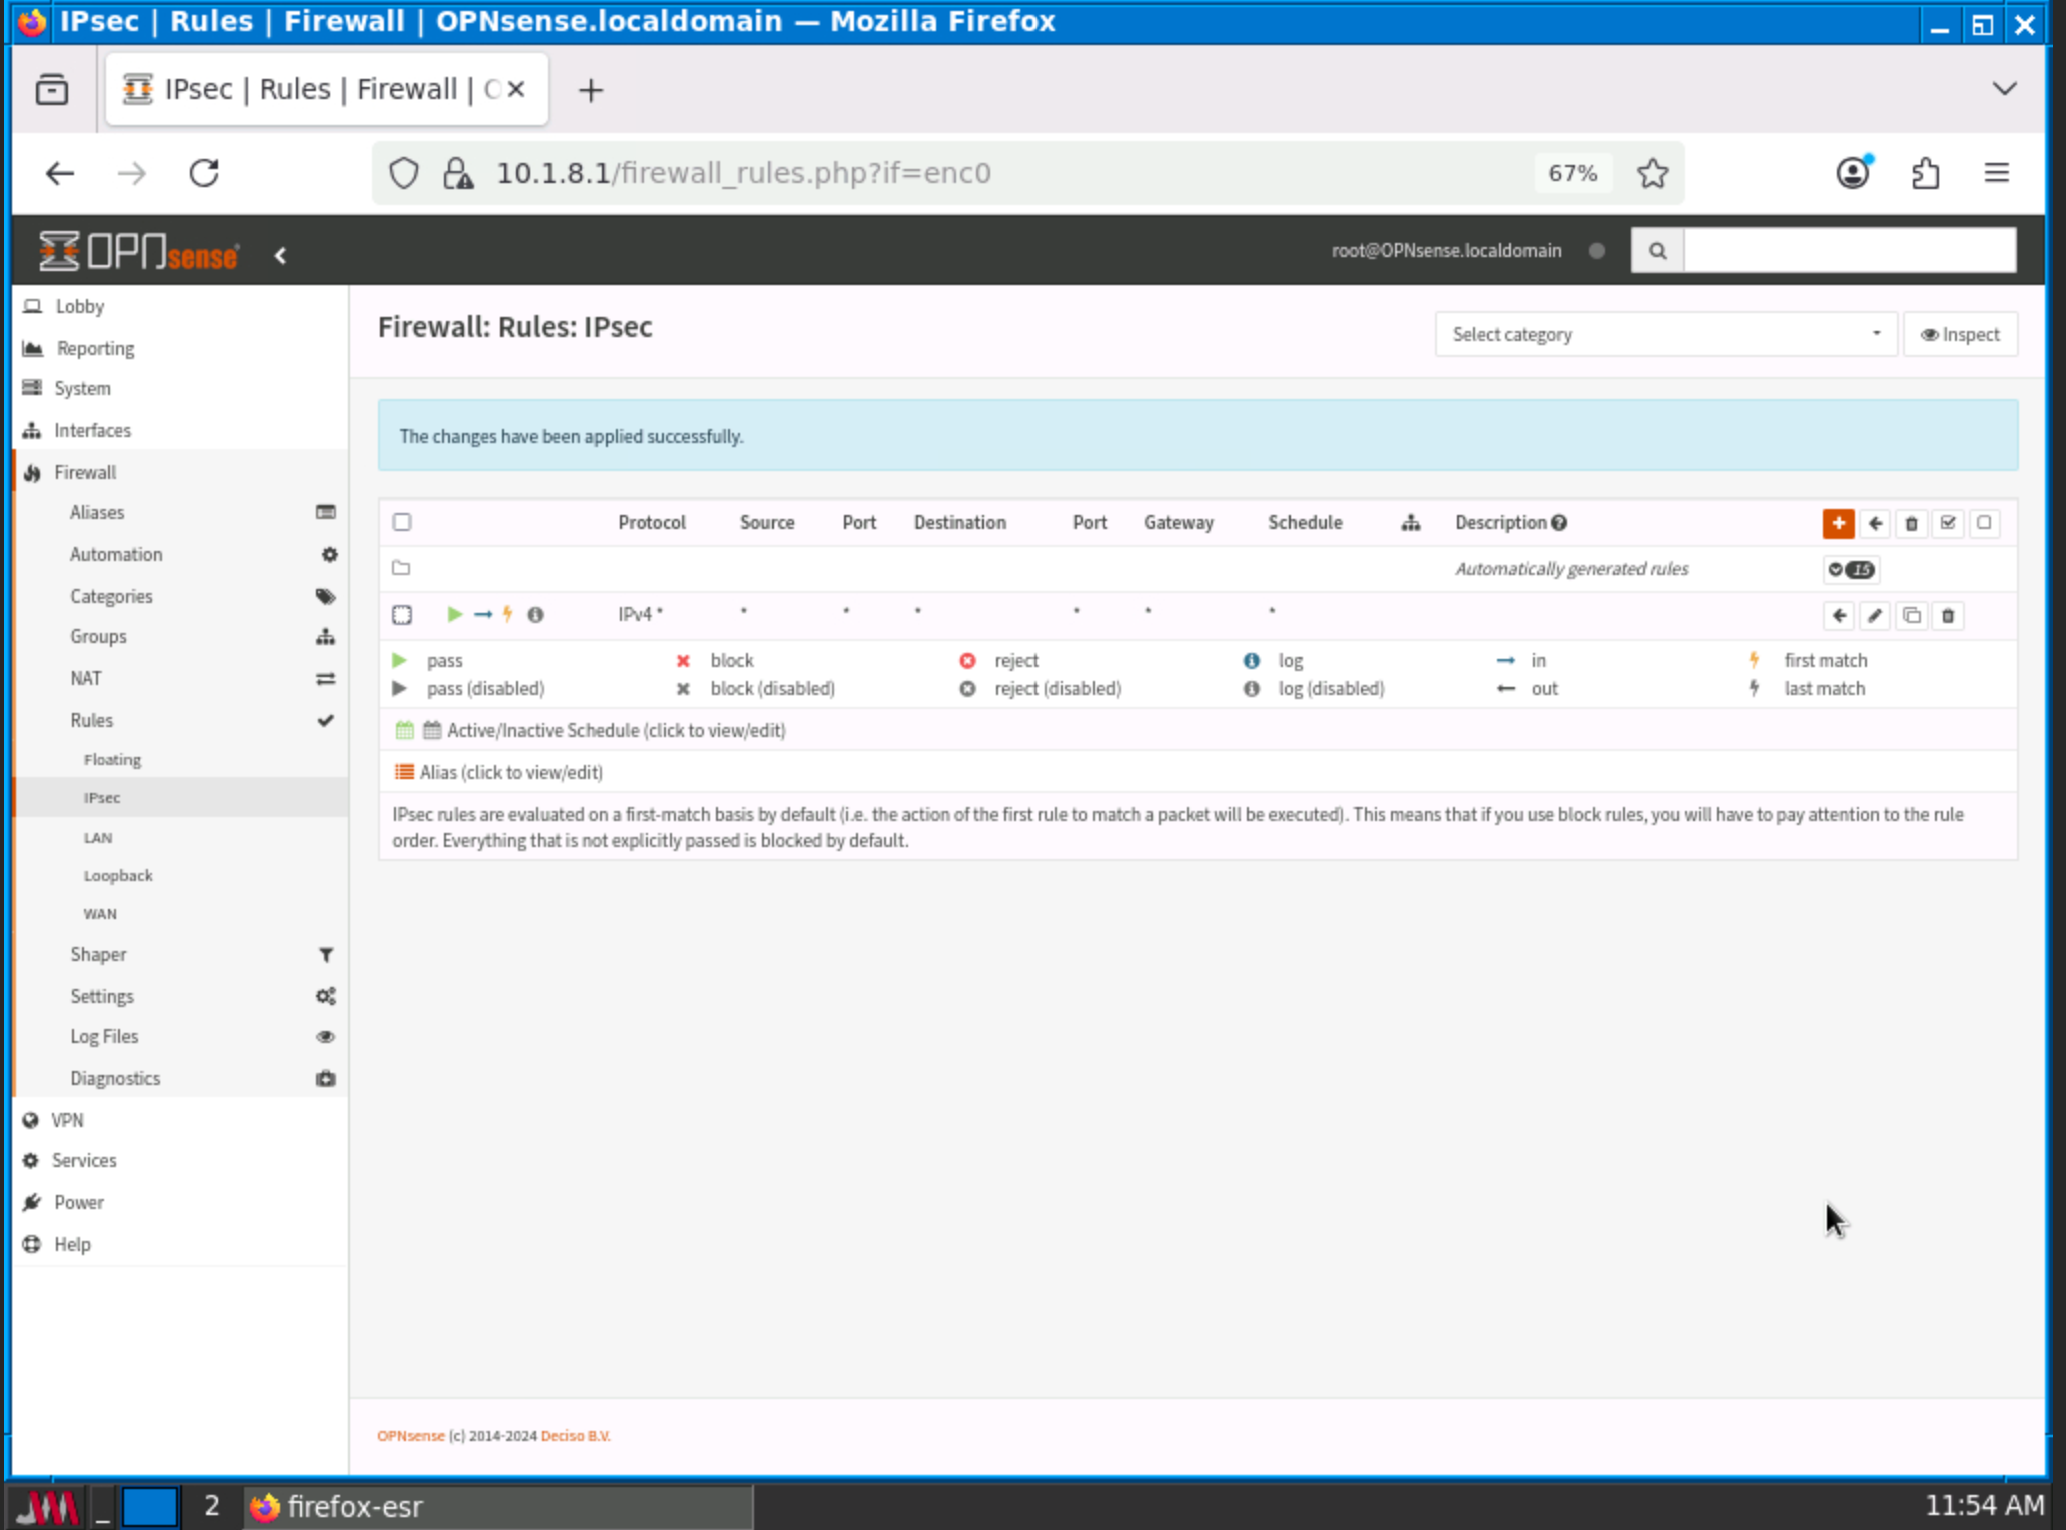 IPsec | Rules | Firewall | OPNsense.localdomain — Mozilla Firefox
IPsec | Rules | Firewall |
10.1.8.1/firewall_rules.php?if=enc0
67%
OPNsense
root@OPNsense.localdomain
Lobby
Reporting
System
Interfaces
Firewall
Aliases
Automation
Categories
Groups
NAT
Rules
Floating
IPsec
LAN
Loopback
WAN
Shaper
Settings
Log Files
Diagnostics
VPN
Services
Power
Help
Firewall: Rules: IPsec
Select category
Inspect
The changes have been applied successfully.
Protocol Source Port Destination Port Gateway Schedule Description
Automatically generated rules 15
IPv4 * * * * * * *
pass block reject log in first match
pass (disabled) block (disabled) reject (disabled) log (disabled) out last match
Active/Inactive Schedule (click to view/edit)
Alias (click to view/edit)
IPsec rules are evaluated on a first-match basis by default (i.e. the action of the first rule to match a packet will be executed). This means that if you use block rules, you will have to pay attention to the rule
order. Everything that is not explicitly passed is blocked by default.
OPNsense (c) 2014-2024 Deciso B.V.
2 firefox-esr
11:54 AM